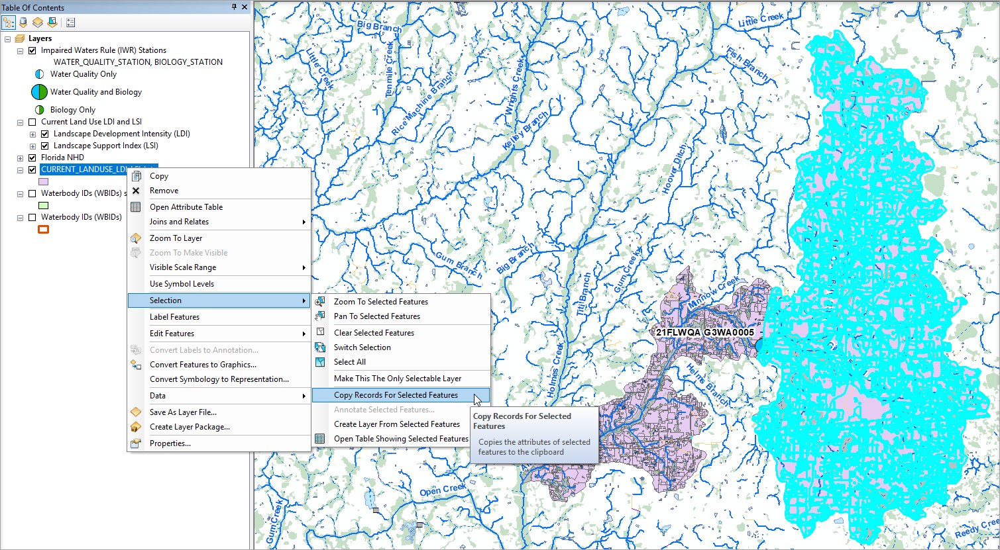 Table Of Contents
Layers
Impaired Waters Rule (IWR) Stations
WATER_QUALITY_STATION, BIOLOGY_STATION
Water Quality Only
Water Quality and Biology
Biology Only
Current Land Use LDI and LSI
Landscape Development Intensity (LDI)
Landscape Support Index (LSI)
Florida NHD
CURRENT_LANDUSE_LDI
Waterbody IDs (WBIDs) s
Waterbody IDs (WBIDs)
Copy
Remove
Open Attribute Table
Joins and Relates
Zoom To Layer
Zoom To Make Visible
Visible Scale Range
Use Symbol Levels
Selection
Label Features
Edit Features
Convert Labels to Annotation...
Convert Features to Graphics...
Convert Symbology to Representation...
Data
Save As Layer File...
Create Layer Package...
Properties...
Zoom To Selected Features
Pan To Selected Features
Clear Selected Features
Switch Selection
Select All
Make This The Only Selectable Layer
Copy Records For Selected Features
Annotate Selected Features...
Create Layer From Selected Features
Open Table Showing Selected Features
Copy Records For Selected
Features
Copies the attributes of selected
features to the clipboard
Big Branch
Little Creek
Little Creek
Tenmile Creek
Rice Machine Branch
Wrights Creek
Kelley Branch
Fish Branch
Hoover Ditch
Gum Branch
Big Branch
Gum Creek
Titi Branch
Minnow Creek
21FLWQA G3WA0005
Holmes Creek
Helms Branch
Open Creek
Gum Creek
Reedy Cree